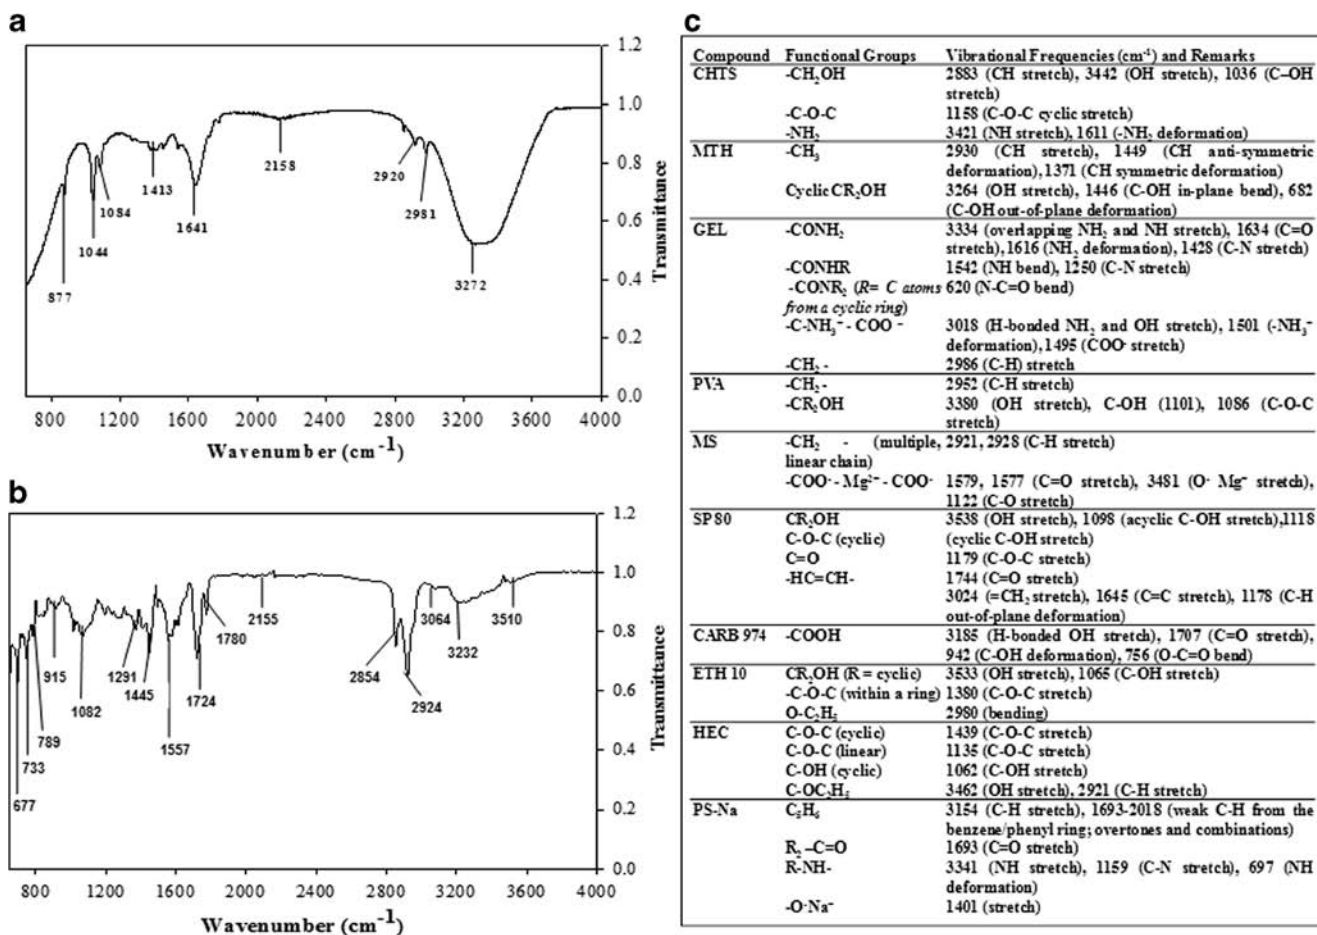 a
1.2
1.0
0.8
0.6
0.4
0.2
0.0
Transmittance
877
1044
1084
1413
1641
2158
2920
2981
3272
800 1200 1600 2000 2400 2800 3200 3600 4000
Wavenumber (cm-1)
b
1.2
1.0
0.8
0.6
0.4
0.2
0.0
Transmittance
677
733
789
915
1082
1291
1445
1557
1724
1780
2155
2854
2924
3064
3232
3510
800 1200 1600 2000 2400 2800 3200 3600 4000
Wavenumber (cm-1)
c
Compound Functional Groups Vibrational Frequencies (cm-1) and Remarks
CHTS -CH2OH 2883 (CH stretch), 3442 (OH stretch), 1036 (C–OH
stretch)
-C-O-C 1158 (C-O-C cyclic stretch)
-NH2 3421 (NH stretch), 1611 (-NH2 deformation)
MTH -CH3 2930 (CH stretch), 1449 (CH anti-symmetric
deformation), 1371 (CH symmetric deformation)
Cyclic CR2OH 3264 (OH stretch), 1446 (C-OH in-plane bend), 682
(C-OH out-of-plane deformation)
GEL -CONH2 3334 (overlapping NH2 and NH stretch), 1634 (C=O
stretch), 1616 (NH2 deformation), 1428 (C-N stretch)
-CONHR 1542 (NH bend), 1250 (C-N stretch)
-CONR2 (R= C atoms 620 (N-C=O bend)
from a cyclic ring)
-C-NH3+ - COO- 3018 (H-bonded NH2 and OH stretch), 1501 (-NH3+
deformation), 1495 (COO- stretch)
-CH2- 2986 (C-H) stretch
PVA -CH2- 2952 (C-H stretch)
-CR2OH 3380 (OH stretch), C-OH (1101), 1086 (C-O-C
stretch)
MS -CH2 - (multiple, 2921, 2928 (C-H stretch)
linear chain)
-COO- - Mg2+ - COO- 1579, 1577 (C=O stretch), 3481 (O- Mg+ stretch),
1122 (C-O stretch)
SP80 CR2OH 3538 (OH stretch), 1098 (acyclic C-OH stretch),1118
C-O-C (cyclic) (cyclic C-OH stretch)
C=O 1179 (C-O-C stretch)
-HC=CH- 1744 (C=O stretch)
3024 (=CH2 stretch), 1645 (C=C stretch), 1178 (C-H
out-of-plane deformation)
CARB 974 -COOH 3185 (H-bonded OH stretch), 1707 (C=O stretch),
942 (C-OH deformation), 756 (O-C=O bend)
ETH 10 CR2OH (R = cyclic) 3533 (OH stretch), 1065 (C-OH stretch)
-C-O-C (within a ring) 1380 (C-O-C stretch)
O-C2H5 2980 (bending)
HEC C-O-C (cyclic) 1439 (C-O-C stretch)
C-O-C (linear) 1135 (C-O-C stretch)
C-OH (cyclic) 1062 (C-OH stretch)
C-OC2H5 3462 (OH stretch), 2921 (C-H stretch)
PS-Na C5H6 3154 (C-H stretch), 1693-2018 (weak C-H from the
benzene/phenyl ring; overtones and combinations)
R2 –C=O 1693 (C=O stretch)
R-NH- 3341 (NH stretch), 1159 (C-N stretch), 697 (NH
deformation)
-O-Na+ 1401 (stretch)